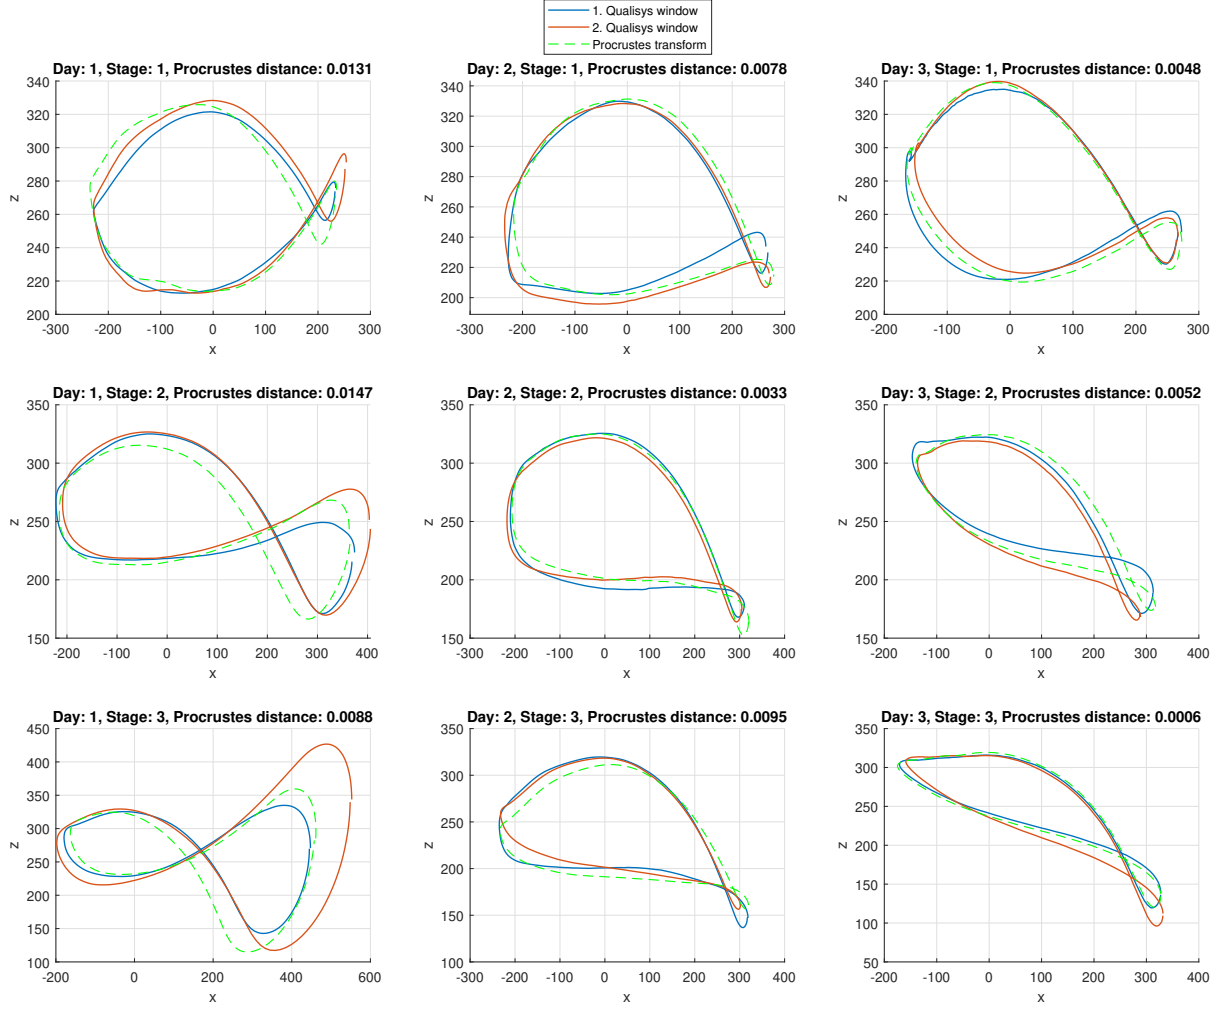 1. Qualisys window
2. Qualisys window
Procrustes transform
Day: 1, Stage: 1, Procrustes distance: 0.0131
340
320
300
280
260
240
220
200
z
-300 -200 -100 0 100 200 300
x
Day: 2, Stage: 1, Procrustes distance: 0.0078
340
320
300
280
260
240
220
200
z
-300 -200 -100 0 100 200 300 400
x
Day: 3, Stage: 1, Procrustes distance: 0.0048
340
320
300
280
260
240
220
200
z
-200 -100 0 100 200 300
x
Day: 1, Stage: 2, Procrustes distance: 0.0147
350
300
250
200
150
z
-200 -100 0 100 200 300 400
x
Day: 2, Stage: 2, Procrustes distance: 0.0033
350
300
250
200
150
z
-300 -200 -100 0 100 200 300 400
x
Day: 3, Stage: 2, Procrustes distance: 0.0052
350
300
250
200
150
z
-200 -100 0 100 200 300 400
x
Day: 1, Stage: 3, Procrustes distance: 0.0088
450
400
350
300
250
200
150
100
z
-200 0 200 400 600
x
Day: 2, Stage: 3, Procrustes distance: 0.0095
350
300
250
200
150
100
z
-300 -200 -100 0 100 200 300 400
x
Day: 3, Stage: 3, Procrustes distance: 0.0006
350
300
250
200
150
100
50
z
-200 -100 0 100 200 300 400
x